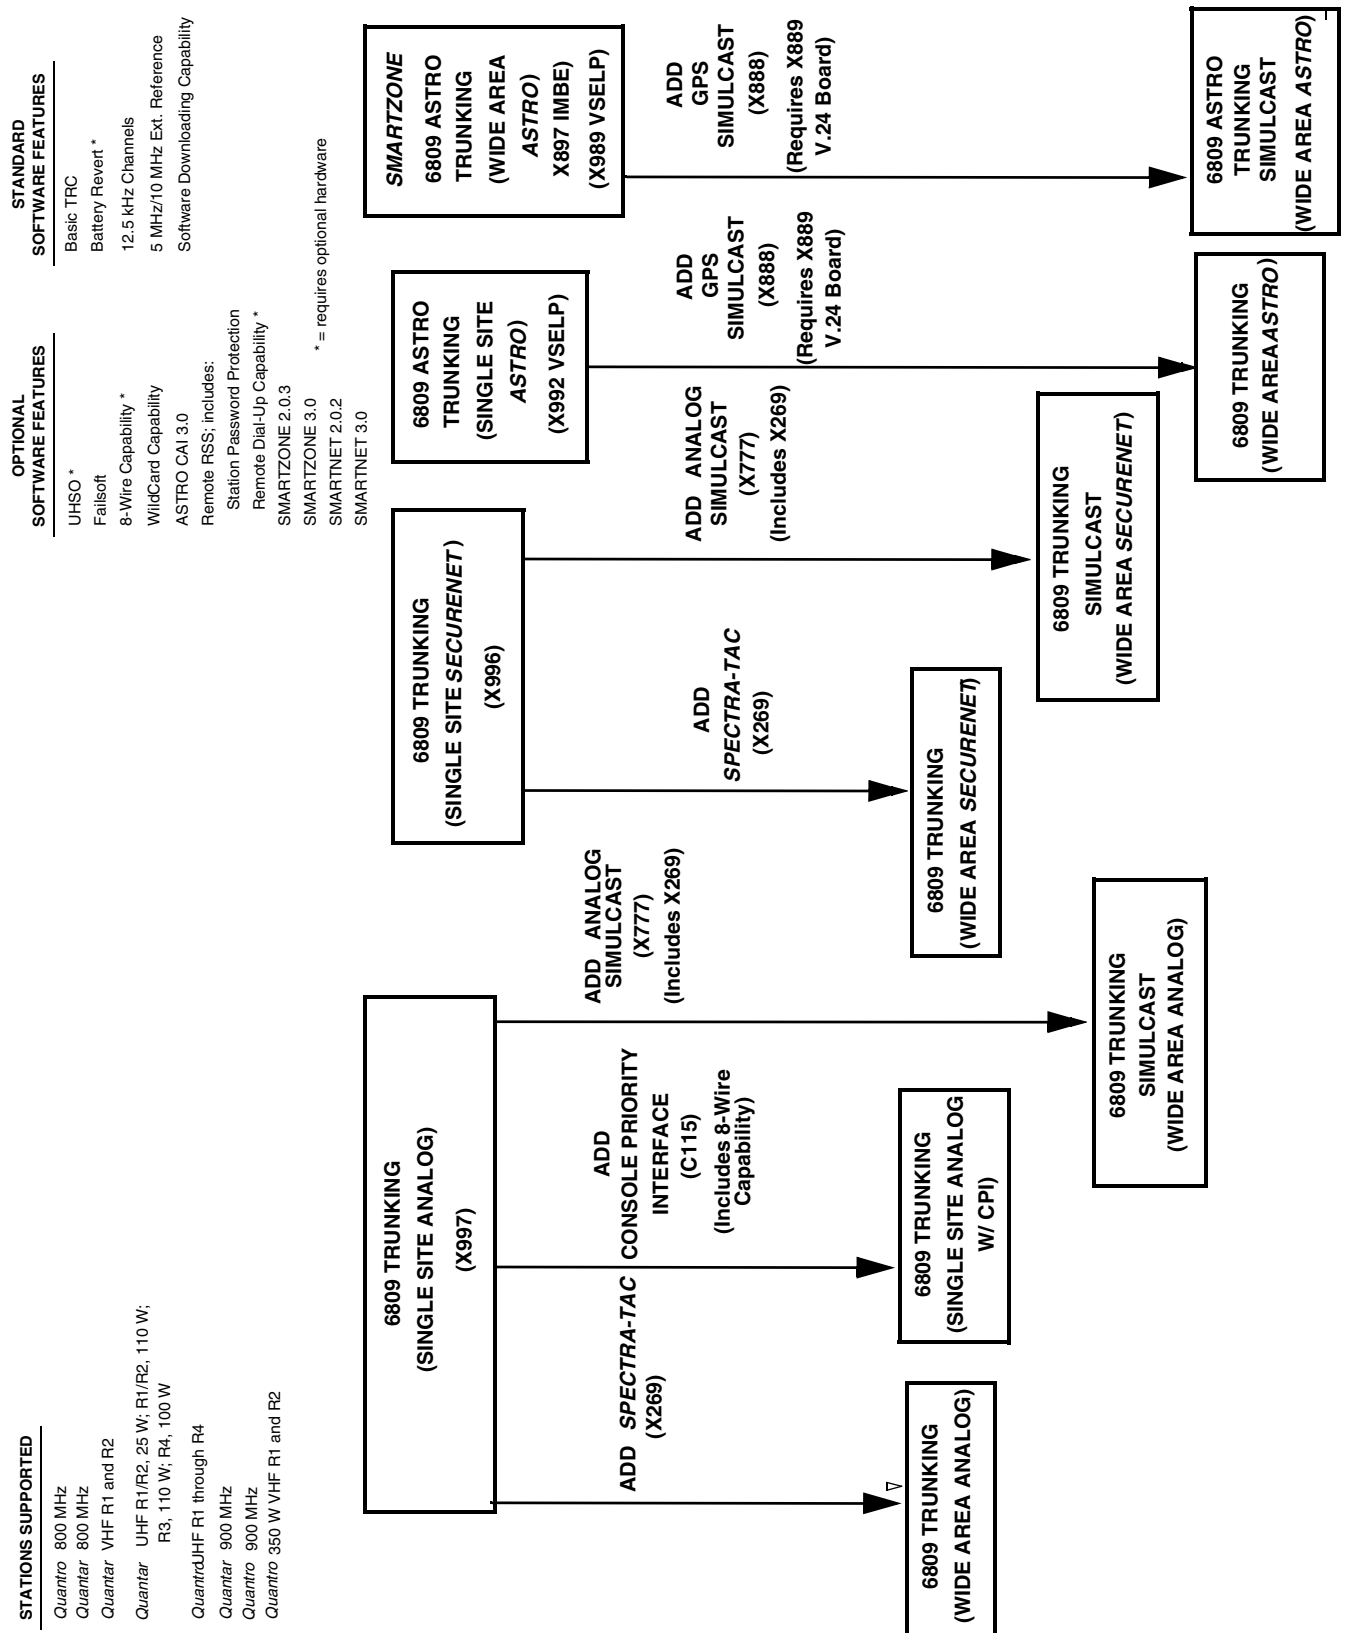 STATIONS SUPPORTED
Quantro 800 MHz
Quantar 800 MHz
Quantar VHF R1 and R2
Quantar UHF R1/R2, 25 W; R1/R2, 110 W;
R3, 110 W; R4, 100 W
Quantro UHF R1 through R4
Quantar 900 MHz
Quantro 900 MHz
Quantro 350 W VHF R1 and R2
OPTIONAL
SOFTWARE FEATURES
UHSO *
Failsoft
8-Wire Capability *
WildCard Capability
ASTRO CAI 3.0
Remote RSS; includes:
Station Password Protection
Remote Dial-Up Capability *
SMARTZONE 2.0.3
SMARTZONE 3.0
SMARTNET 2.0.2
SMARTNET 3.0
STANDARD
SOFTWARE FEATURES
Basic TRC
Battery Revert *
12.5 kHz Channels
5 MHz/10 MHz Ext. Reference
Software Downloading Capability
* = requires optional hardware
6809 TRUNKING
(SINGLE SITE ANALOG)
(X997)
ADD SPECTRA-TAC
(X269)
6809 TRUNKING
(WIDE AREA ANALOG)
ADD
CONSOLE PRIORITY
INTERFACE
(C115)
(Includes 8-Wire
Capability)
6809 TRUNKING
(SINGLE SITE ANALOG
W/ CPI)
ADD ANALOG
SIMULCAST
(X777)
(Includes X269)
6809 TRUNKING
SIMULCAST
(WIDE AREA ANALOG)
6809 TRUNKING
(SINGLE SITE SECURENET)
(X996)
ADD
SPECTRA-TAC
(X269)
6809 TRUNKING
(WIDE AREA SECURENET)
ADD ANALOG
SIMULCAST
(X777)
(Includes X269)
6809 TRUNKING
SIMULCAST
(WIDE AREA SECURENET)
6809 ASTRO
TRUNKING
(SINGLE SITE
ASTRO)
(X992 VSELP)
ADD
GPS
SIMULCAST
(X888)
(Requires X889
V.24 Board)
6809 TRUNKING
(WIDE AREA ASTRO)
SMARTZONE
6809 ASTRO
TRUNKING
(WIDE AREA
ASTRO)
X897 IMBE)
(X989 VSELP)
ADD
GPS
SIMULCAST
(X888)
(Requires X889
V.24 Board)
6809 ASTRO
TRUNKING
SIMULCAST
(WIDE AREA ASTRO)